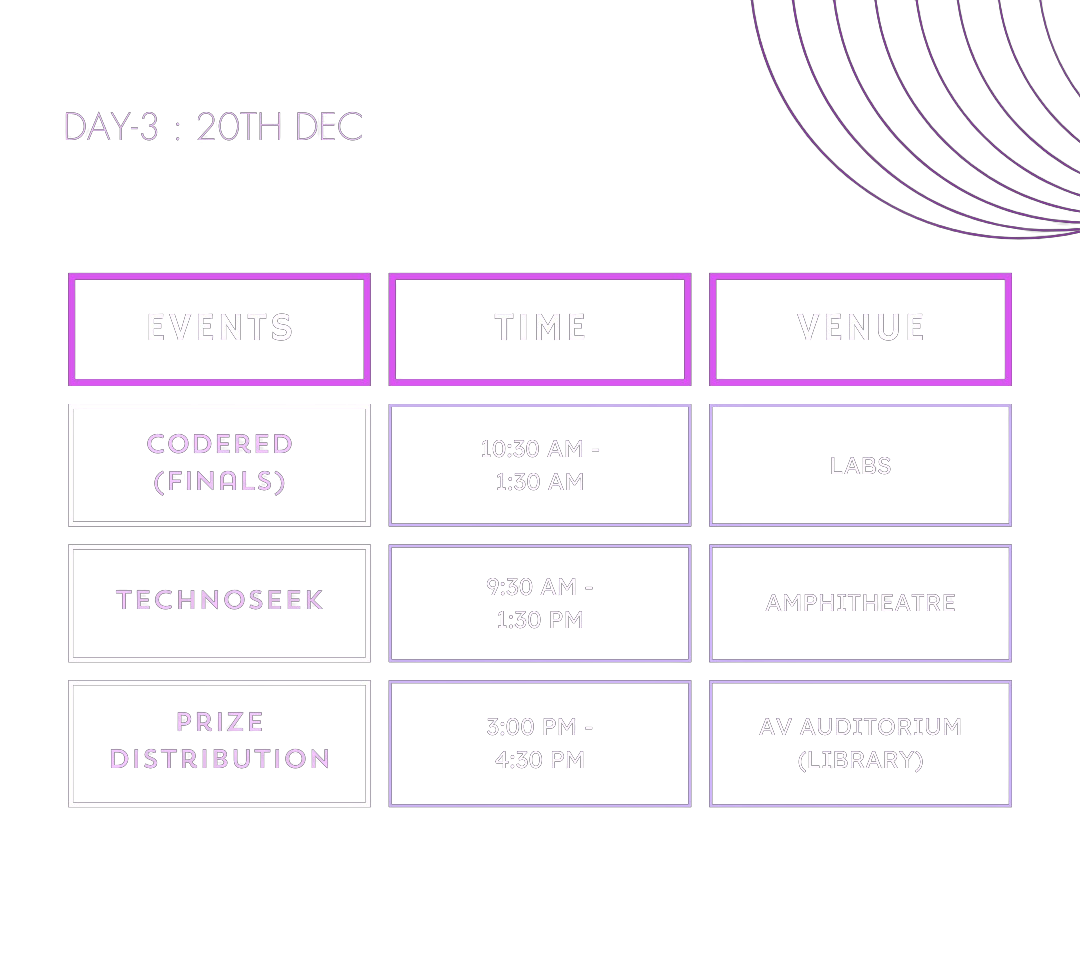 DAY-3 : 20TH DEC
EVENTS
TIME
VENUE
CODERED
(FINALS)
10:30 AM -
1:30 AM
LABS
TECHNOSEEK
9:30 AM -
1:30 PM
AMPHITHEATRE
PRIZE
DISTRIBUTION
3:00 PM -
4:30 PM
AV AUDITORIUM
(LIBRARY)